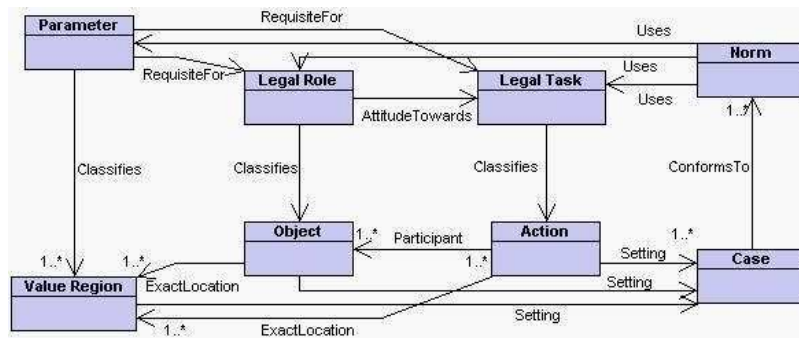 RequisiteFor
Parameter
Uses
Norm
RequisiteFor
Legal Role
Legal Task
Uses
AttitudeTowards
Uses
1..*
Classifies
Classifies
Classifies
ConformsTo
Object
1..*
Participant
Action
1..*
1..*
1..*
ExactLocation
1..*
Setting
Case
Value Region
Setting
Setting
1..*
ExactLocation
1..*